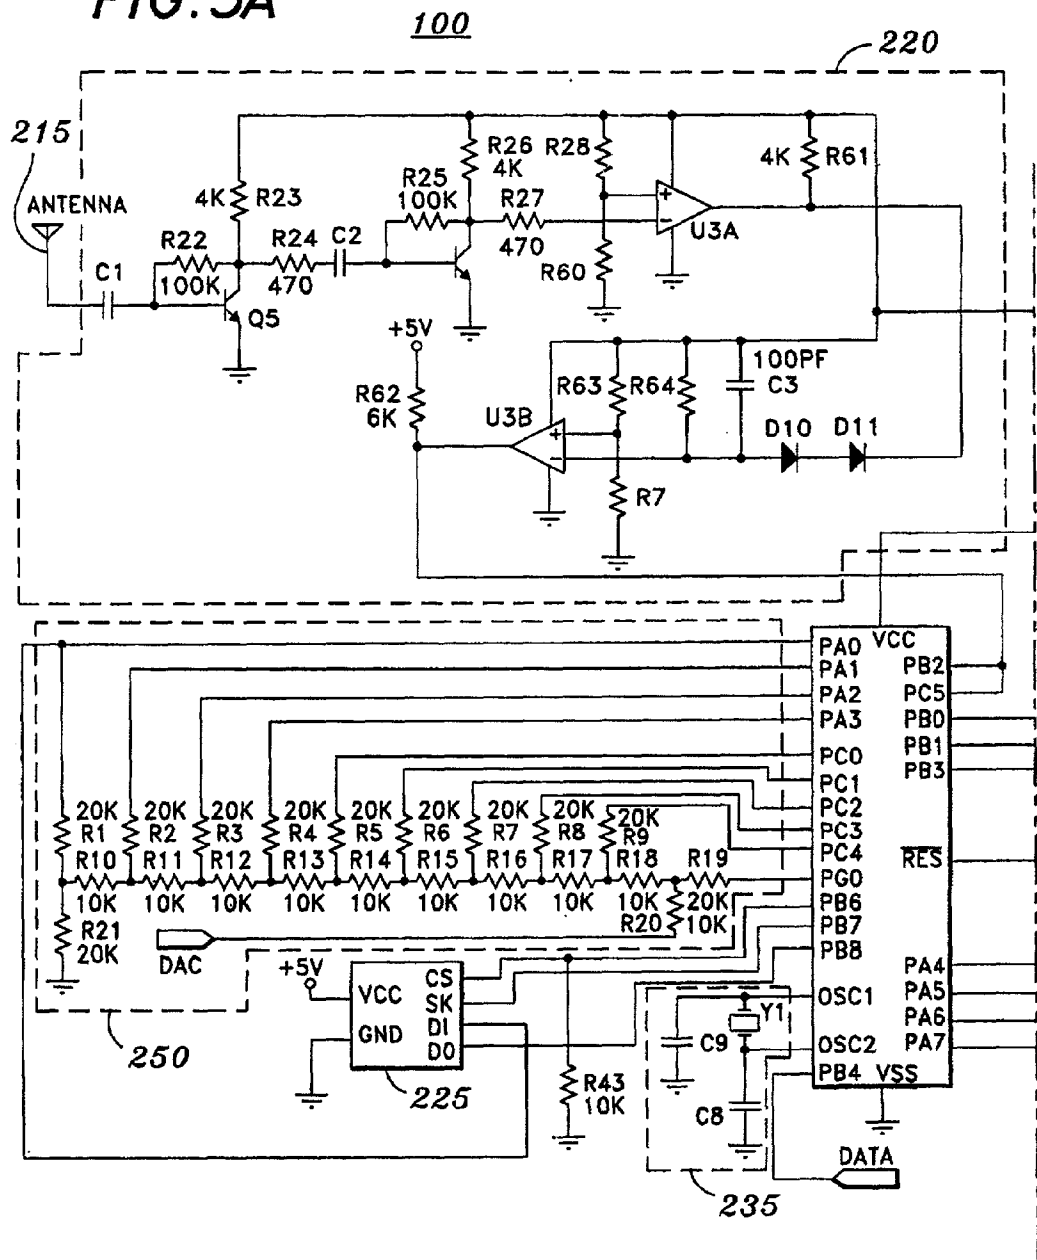 FIG. 5A
100
220
215
ANTENNA
C1
R22
100K
4K
R23
R24
470
C2
Q5
R25
100K
R26
4K
R27
470
R28
R60
+
−
U3A
4K
R61
+5V
R62
6K
U3B
+
−
R63
R64
100PF
C3
D10
D11
R7
VCC
PA0
PA1
PA2
PA3
PC0
PC1
PC2
PC3
PC4
PG0
PB6
PB7
PB8
OSC1
OSC2
PB4
VSS
PB2
PC5
PB0
PB1
PB3
RES
PA4
PA5
PA6
PA7
20K 20K 20K 20K 20K 20K 20K 20K 20K
R1 R2 R3 R4 R5 R6 R7 R8 R9
R10 R11 R12 R13 R14 R15 R16 R17 R18 R19
10K 10K 10K 10K 10K 10K 10K 10K 10K 20K
R20 10K
R21
20K
DAC
250
+5V
VCC
GND
CS
SK
DI
DO
225
R43
10K
C9
Y1
C8
235
DATA